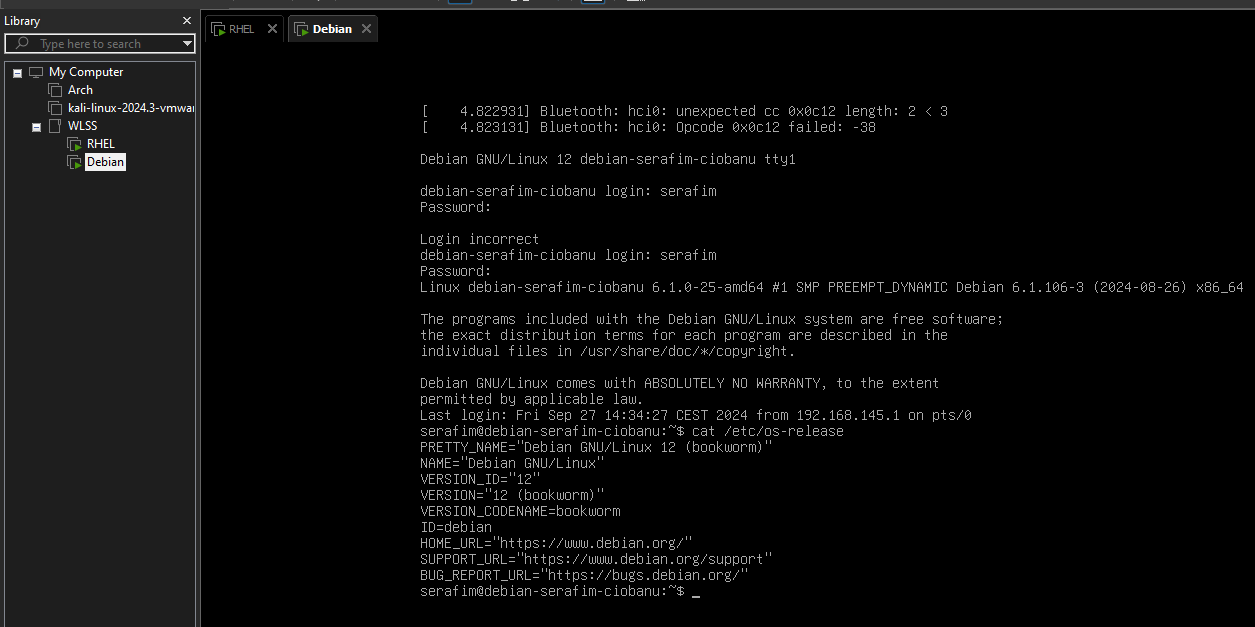 Library
RHEL
Debian
Type here to search
My Computer
Arch
kali-linux-2024.3-vmwar
WLSS
RHEL
Debian
[    4.822931] Bluetooth: hci0: unexpected cc 0x0c12 length: 2 < 3
[    4.823131] Bluetooth: hci0: Opcode 0x0c12 failed: -38
Debian GNU/Linux 12 debian-serafim-ciobanu tty1
debian-serafim-ciobanu login: serafim
Password:
Login incorrect
debian-serafim-ciobanu login: serafim
Password:
Linux debian-serafim-ciobanu 6.1.0-25-amd64 #1 SMP PREEMPT_DYNAMIC Debian 6.1.106-3 (2024-08-26) x86_64
The programs included with the Debian GNU/Linux system are free software;
the exact distribution terms for each program are described in the
individual files in /usr/share/doc/*/copyright.
Debian GNU/Linux comes with ABSOLUTELY NO WARRANTY, to the extent
permitted by applicable law.
Last login: Fri Sep 27 14:34:27 CEST 2024 from 192.168.145.1 on pts/0
serafim@debian-serafim-ciobanu:~$ cat /etc/os-release
PRETTY_NAME="Debian GNU/Linux 12 (bookworm)"
NAME="Debian GNU/Linux"
VERSION_ID="12"
VERSION="12 (bookworm)"
VERSION_CODENAME=bookworm
ID=debian
HOME_URL="https://www.debian.org/"
SUPPORT_URL="https://www.debian.org/support"
BUG_REPORT_URL="https://bugs.debian.org/"
serafim@debian-serafim-ciobanu:~$ _